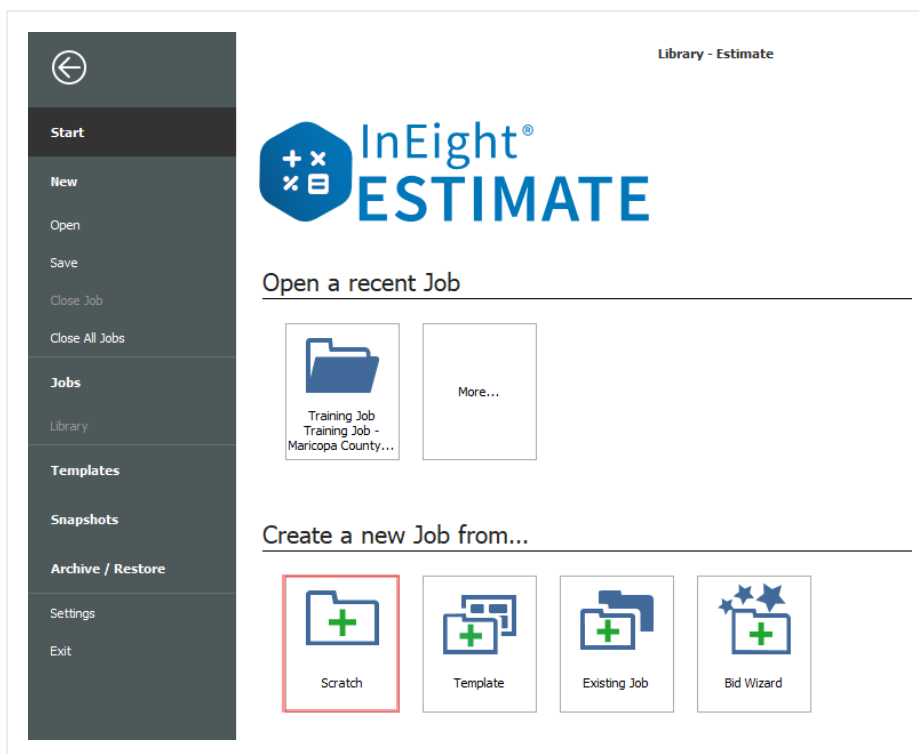 Library - Estimate
Start
New
Open
Save
Close Job
Close All Jobs
Jobs
Library
Templates
Snapshots
Archive / Restore
Settings
Exit
InEight®
ESTIMATE
Open a recent Job
Training Job
Training Job -
Maricopa County...
More...
Create a new Job from...
Scratch
Template
Existing Job
Bid Wizard